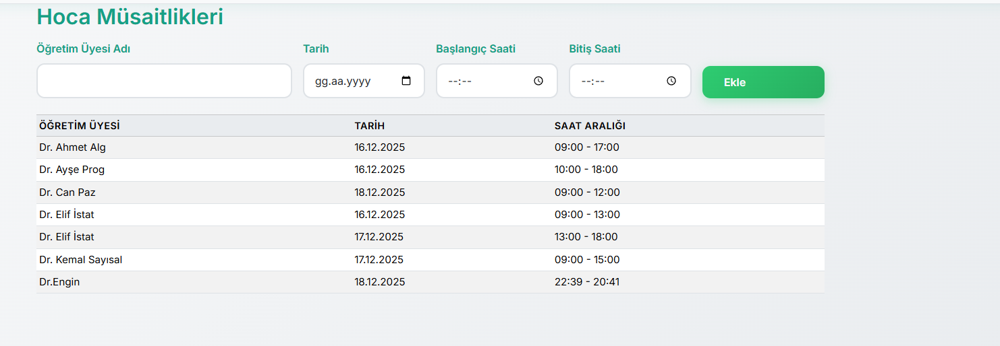 Hoca Müsaitlikleri
Öğretim Üyesi Adı Tarih Başlangıç Saati Bitiş Saati
gg.aa.yyyy --:-- --:-- Ekle
ÖĞRETİM ÜYESİ TARİH SAAT ARALIĞI
Dr. Ahmet Alg 16.12.2025 09:00 - 17:00
Dr. Ayşe Prog 16.12.2025 10:00 - 18:00
Dr. Can Paz 18.12.2025 09:00 - 12:00
Dr. Elif İstat 16.12.2025 09:00 - 13:00
Dr. Elif İstat 17.12.2025 13:00 - 18:00
Dr. Kemal Sayısal 17.12.2025 09:00 - 15:00
Dr.Engin 18.12.2025 22:39 - 20:41